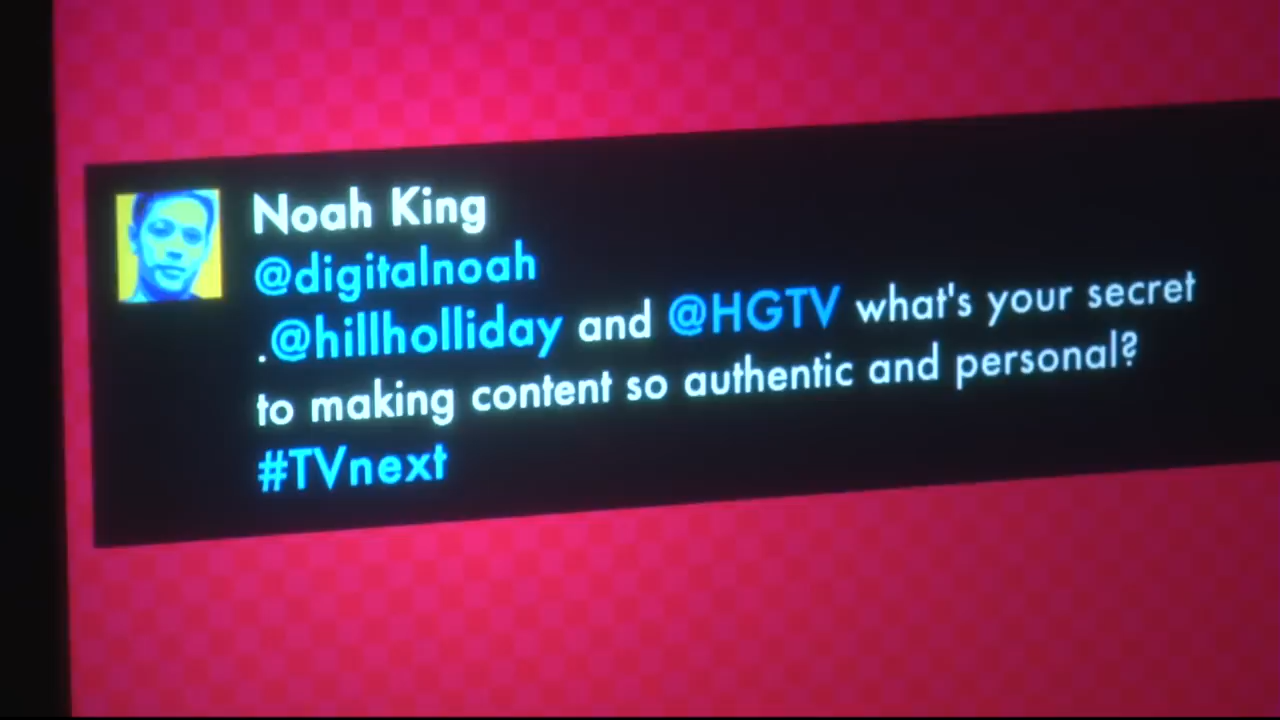 Noah King
@digitalnoah
.@hillholliday and @HGTV what's your secret
to making content so authentic and personal?
#TVnext